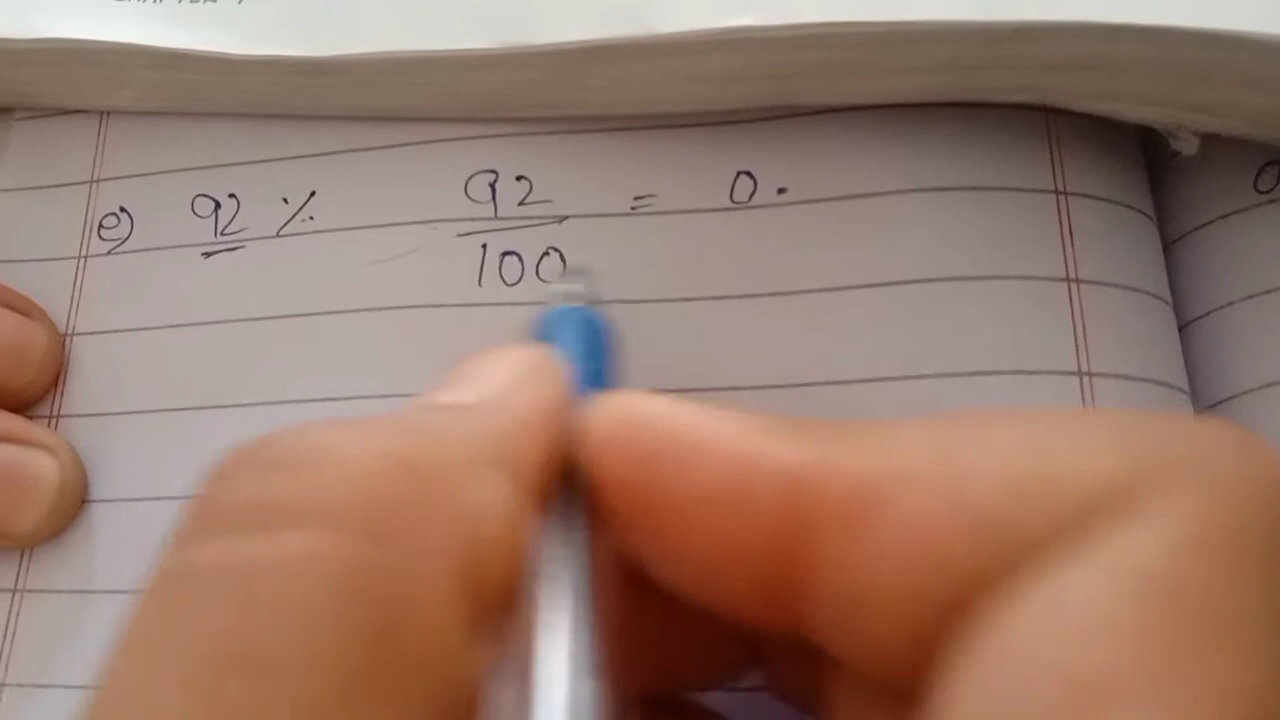 e) 92 % 92/100 = 0.